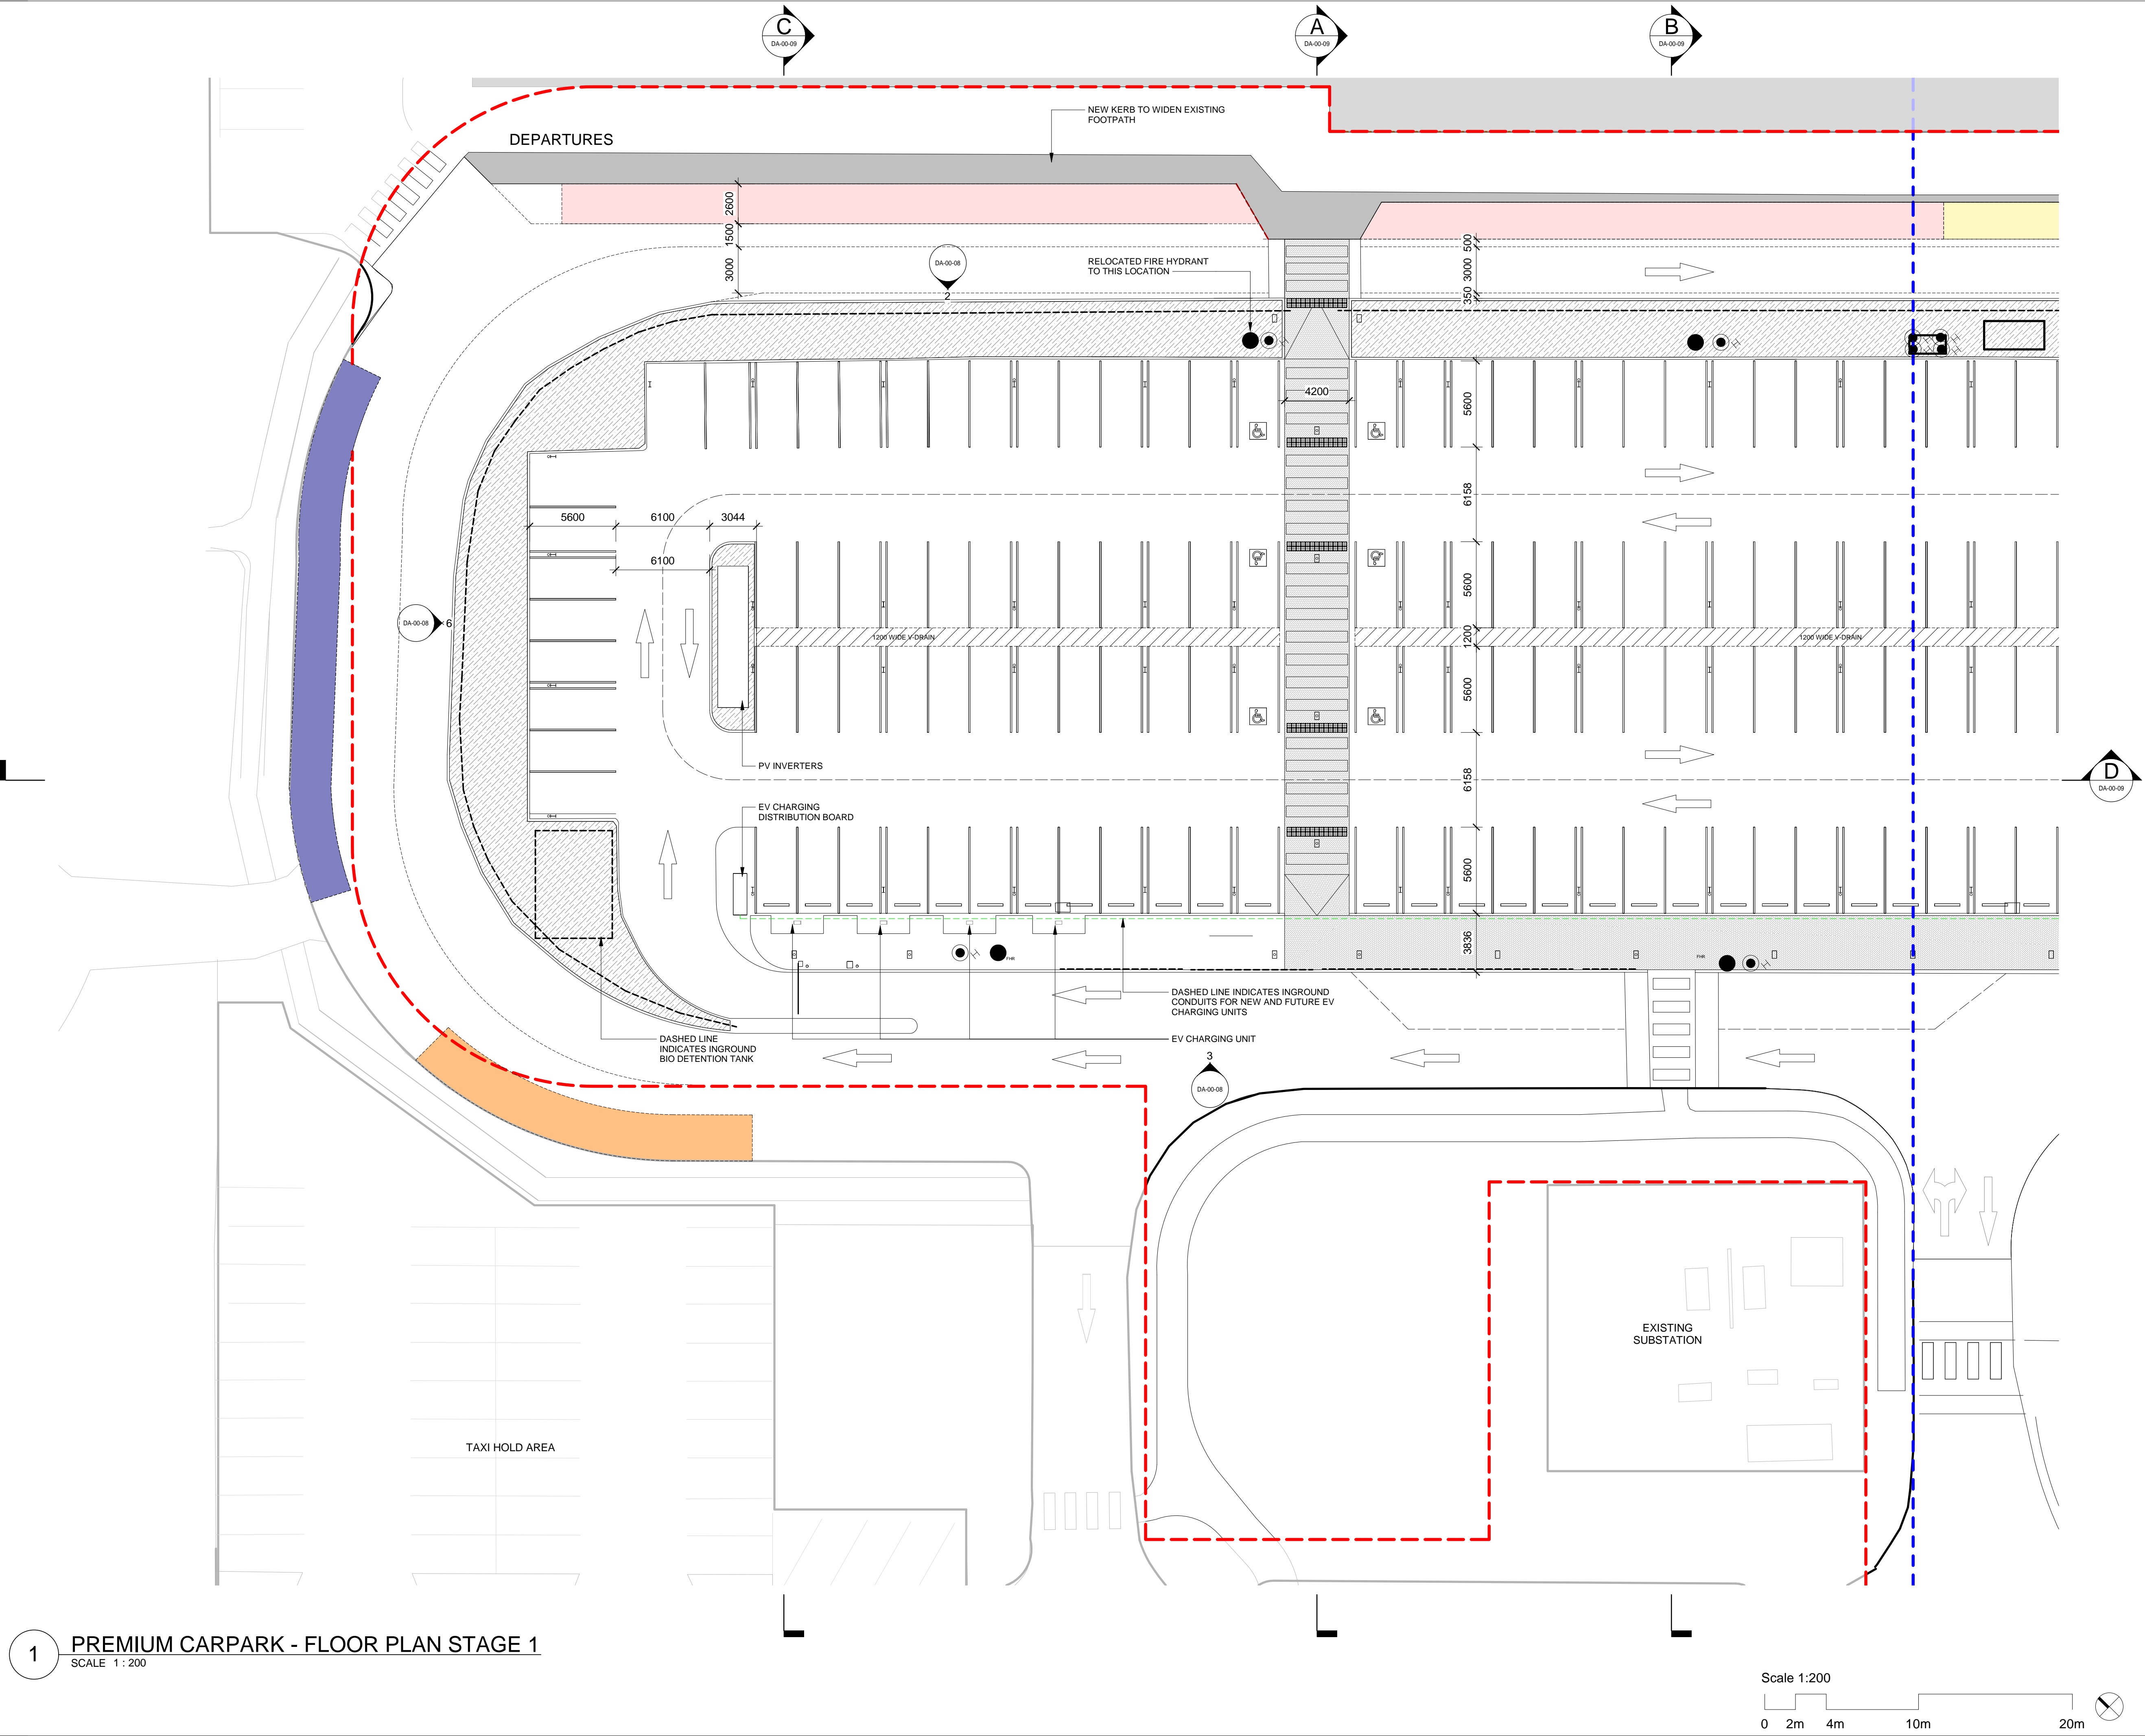 C
DA-00-09
A
DA-00-09
B
DA-00-09
NEW KERB TO WIDEN EXISTING
FOOTPATH
DEPARTURES
2600
1500
3000
DA-00-08
2
RELOCATED FIRE HYDRANT
TO THIS LOCATION
500
3000
350
4200
5600
6158
5600
6100
3044
6100
DA-00-08
6
5600
1200 WIDE V-DRAIN
1200
1200 WIDE V-DRAIN
5600
PV INVERTERS
6158
D
DA-00-09
EV CHARGING
DISTRIBUTION BOARD
5600
3836
FHR
FHR
DASHED LINE INDICATES INGROUND
CONDUITS FOR NEW AND FUTURE EV
CHARGING UNITS
DASHED LINE
INDICATES INGROUND
BIO DETENTION TANK
EV CHARGING UNIT
3
DA-00-08
EXISTING
SUBSTATION
TAXI HOLD AREA
1
PREMIUM CARPARK - FLOOR PLAN STAGE 1
SCALE 1 : 200
Scale 1:200
0 2m 4m 10m 20m